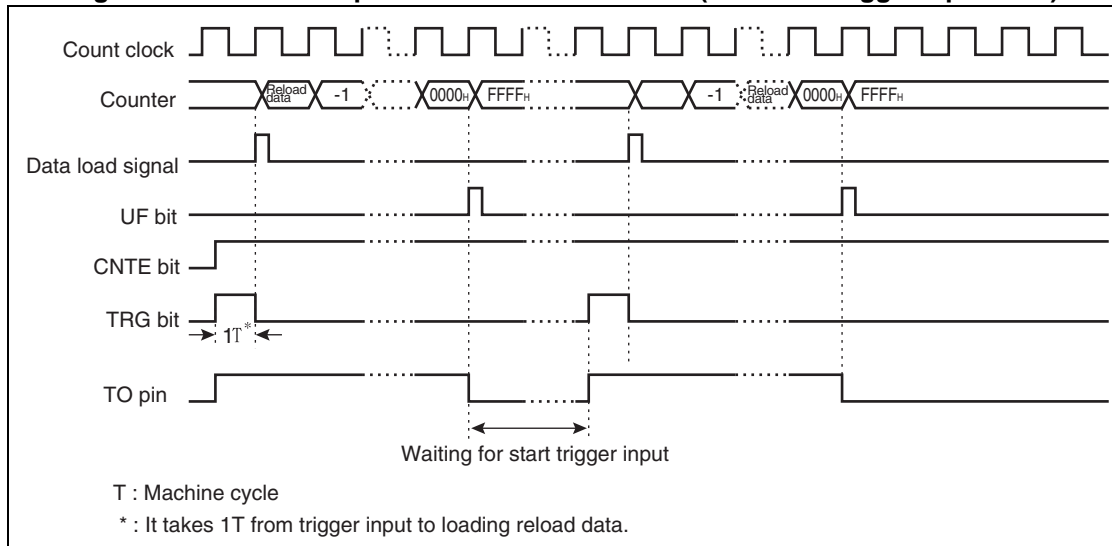 Count clock
Counter Reload data -1 0000H FFFFH -1 Reload data 0000H FFFFH
Data load signal
UF bit
CNTE bit
TRG bit
1T*
TO pin
Waiting for start trigger input
T : Machine cycle
* : It takes 1T from trigger input to loading reload data.